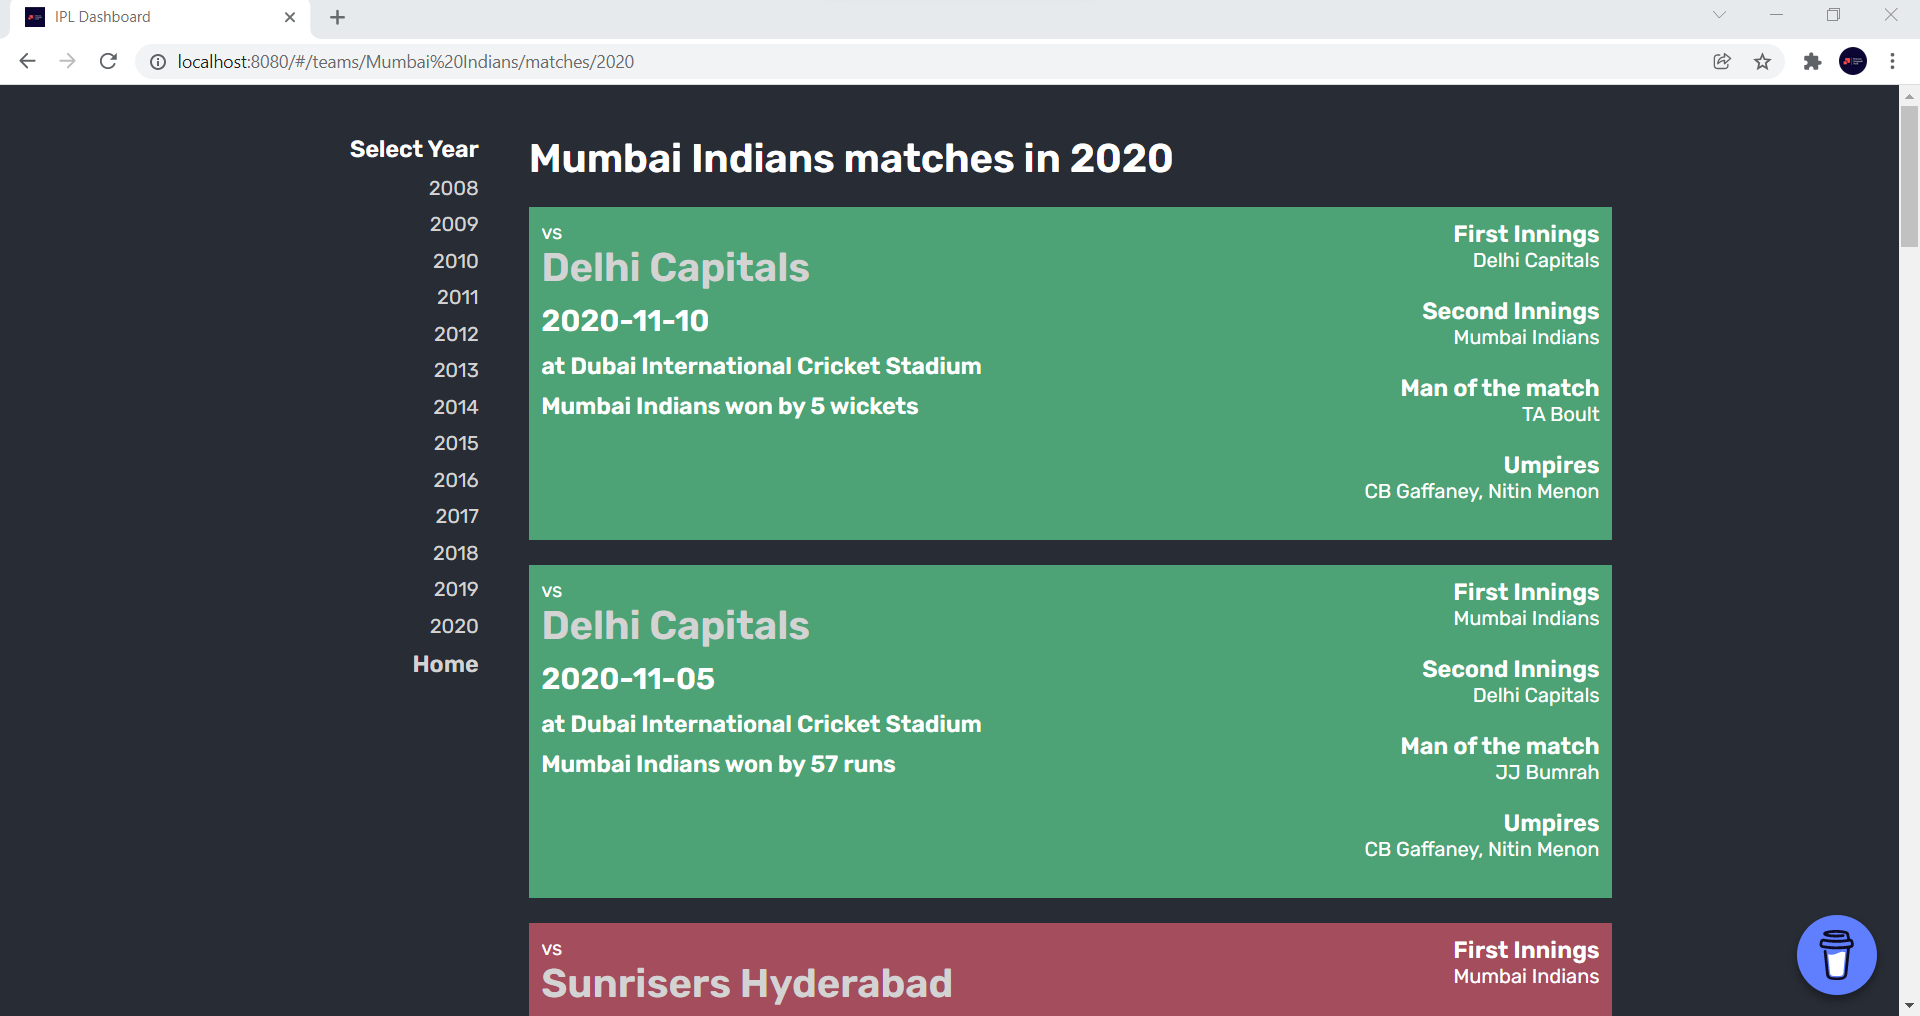 IPL Dashboard
localhost:8080/#/teams/Mumbai%20Indians/matches/2020
Select Year
2008
2009
2010
2011
2012
2013
2014
2015
2016
2017
2018
2019
2020
Home
Mumbai Indians matches in 2020
vs
Delhi Capitals
2020-11-10
at Dubai International Cricket Stadium
Mumbai Indians won by 5 wickets
First Innings
Delhi Capitals
Second Innings
Mumbai Indians
Man of the match
TA Boult
Umpires
CB Gaffaney, Nitin Menon
vs
Delhi Capitals
2020-11-05
at Dubai International Cricket Stadium
Mumbai Indians won by 57 runs
First Innings
Mumbai Indians
Second Innings
Delhi Capitals
Man of the match
JJ Bumrah
Umpires
CB Gaffaney, Nitin Menon
vs
Sunrisers Hyderabad
First Innings
Mumbai Indians